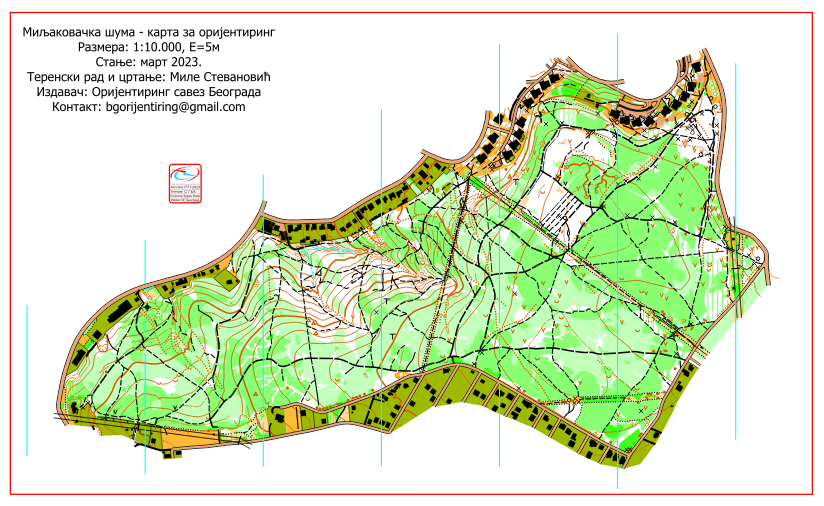 Миљаковачка шума - карта за оријентиринг
Размера: 1:10.000, Е=5м
Стање: март 2023.
Теренски рад и цртање: Миле Стевановић
Издавач: Оријентиринг савез Београда
Контакт: bgorijentiring@gmail.com